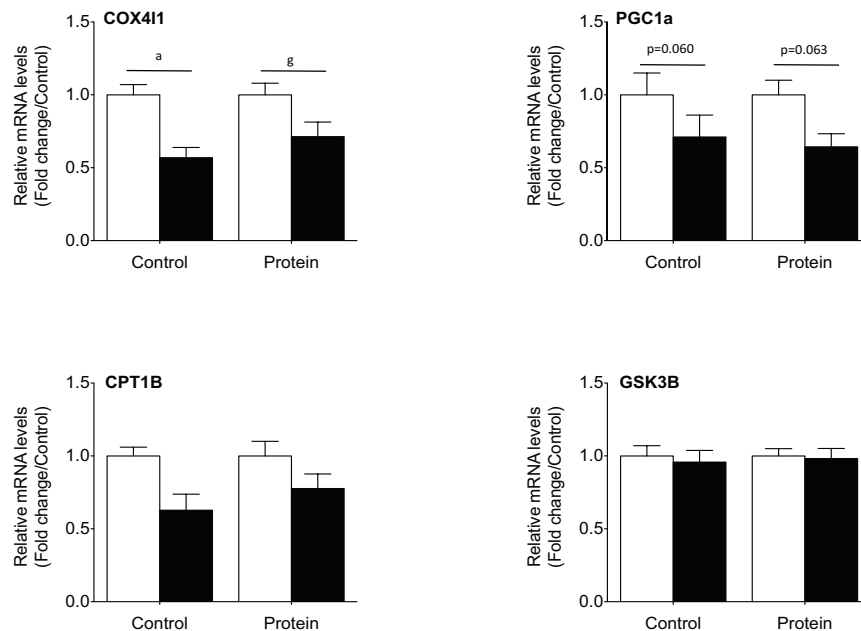 COX4I1
Relative mRNA levels
(Fold change/Control)
1.5
1.0
0.5
0.0
a
g
Control
Protein
PGC1a
Relative mRNA levels
(Fold change/Control)
1.5
1.0
0.5
0.0
p=0.060
p=0.063
Control
Protein
CPT1B
Relative mRNA levels
(Fold change/Control)
1.5
1.0
0.5
0.0
Control
Protein
GSK3B
Relative mRNA levels
(Fold change/Control)
1.5
1.0
0.5
0.0
Control
Protein